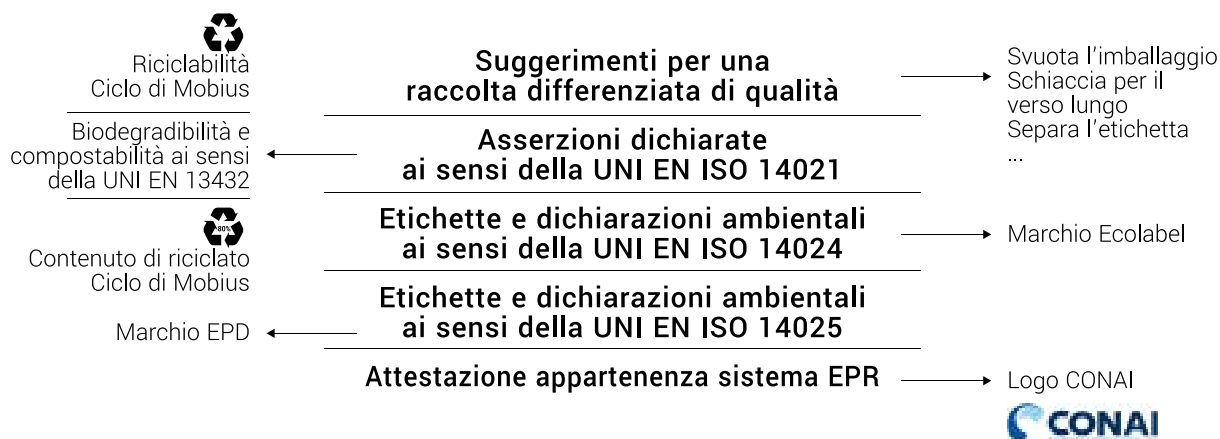 Riciclabilità
Ciclo di Mobius
Biodegradibilità e
compostabilità ai sensi
della UNI EN 13432
80%
Contenuto di riciclato
Ciclo di Mobius
Marchio EPD
Suggerimenti per una
raccolta differenziata di qualità
Asserzioni dichiarate
ai sensi della UNI EN ISO 14021
Etichette e dichiarazioni ambientali
ai sensi della UNI EN ISO 14024
Etichette e dichiarazioni ambientali
ai sensi della UNI EN ISO 14025
Attestazione appartenenza sistema EPR
Svuota l'imballaggio
Schiaccia per il
verso lungo
Separa l'etichetta
...
Marchio Ecolabel
Logo CONAI
CONAI